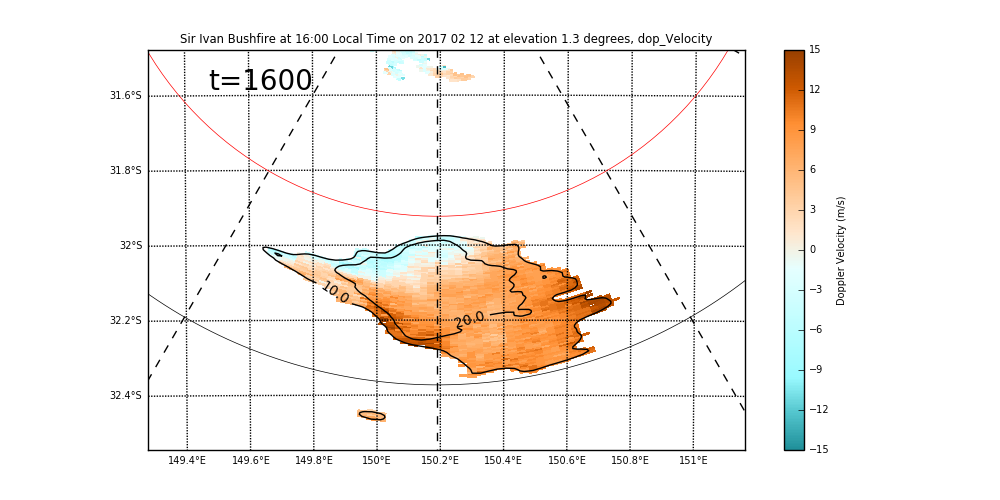 Sir Ivan Bushfire at 16:00 Local Time on 2017 02 12 at elevation 1.3 degrees, dop_Velocity
t=1600
31.6°S
31.8°S
32°S
32.2°S
32.4°S
10.0
20.0
149.4°E 149.6°E 149.8°E 150°E 150.2°E 150.4°E 150.6°E 150.8°E 151°E
15
12
9
6
3
0
−3
−6
−9
−12
−15
Doppler Velocity (m/s)